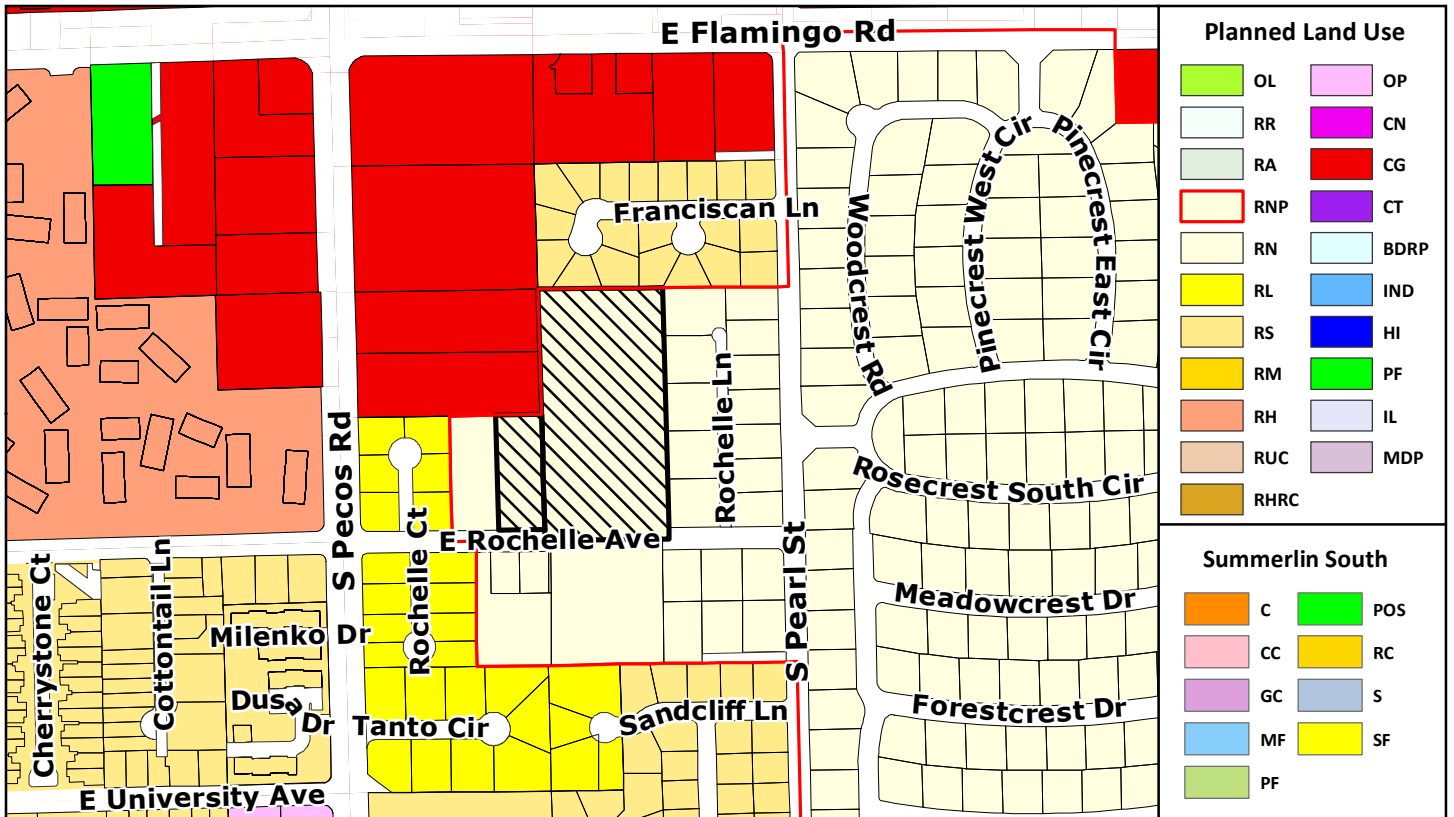 E Flamingo Rd
Franciscan Ln
Woodcrest Rd
Pinecrest West Cir
Pinecrest East Cir
S Pecos Rd
Rochelle Ln
Rosecrest South Cir
Rochelle Ct
E Rochelle Ave
S Pearl St
Cherrystone Ct
Cottontail Ln
Milenko Dr
Meadowcrest Dr
Dusa Dr
Tanto Cir
Sandcliff Ln
Forestcrest Dr
E University Ave
Planned Land Use
OL OP
RR CN
RA CG
RNP CT
RN BDRP
RL IND
RS HI
RM PF
RH IL
RUC MDP
RHRC
Summerlin South
C POS
CC RC
GC S
MF SF
PF